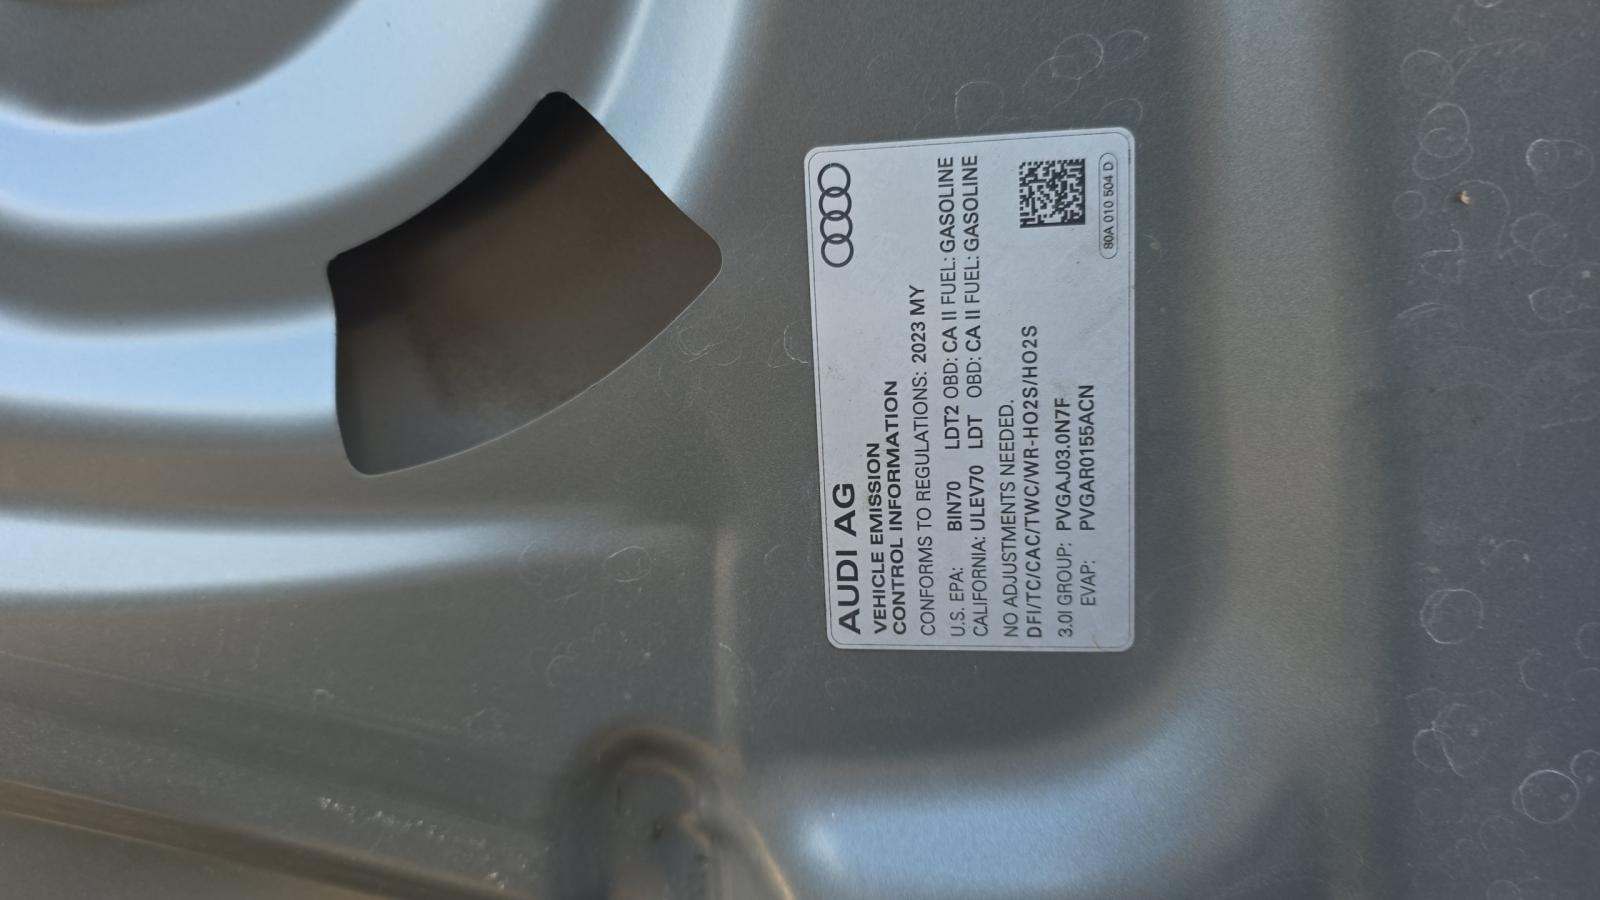 AUDI AG
VEHICLE EMISSION
CONTROL INFORMATION
CONFORMS TO REGULATIONS: 2023 MY
U.S. EPA: BIN70 LDT2 OBD: CA II FUEL: GASOLINE
CALIFORNIA: ULEV70 LDT OBD: CA II FUEL: GASOLINE
NO ADJUSTMENTS NEEDED.
DFI/TC/CAC/TWC/WR-HO2S/HO2S
3.0l GROUP: PVGAJ03.0N7F
EVAP: PVGAR0155ACN
80A 010 504 D